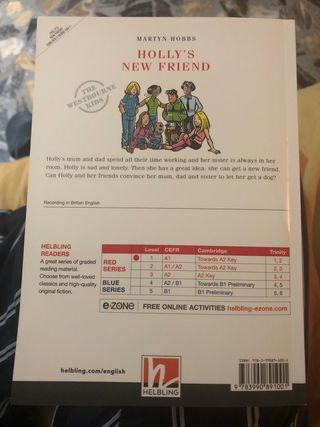 MARTYN HOBBS
HOLLY'S
NEW FRIEND
THE
WESTBOURNE
KIDS
Holly's mum and dad spend all their time working and her sister is always in her
room. Holly is sad and lonely. Then she has a great idea: she can get a new friend.
Can Holly and her friends convince her mum, dad and sister to let her get a dog?
Recording in British English
HELBLING
READERS
A great series of graded
reading material.
Choose from well-loved
classics and high-quality
original fiction.
Level CEFR Cambridge Trinity
RED
SERIES
1 A1 Towards A2 Key 1, 2
2 A1 / A2 Towards A2 Key 2, 3
3 A2 A2 Key 3, 4
BLUE
SERIES
4 A2 / B1 Towards B1 Preliminary 4, 5
5 B1 B1 Preliminary 5, 6
e-zone FREE ONLINE ACTIVITIES helbling-ezone.com
helbling.com/english
HELBLING
9783990891001